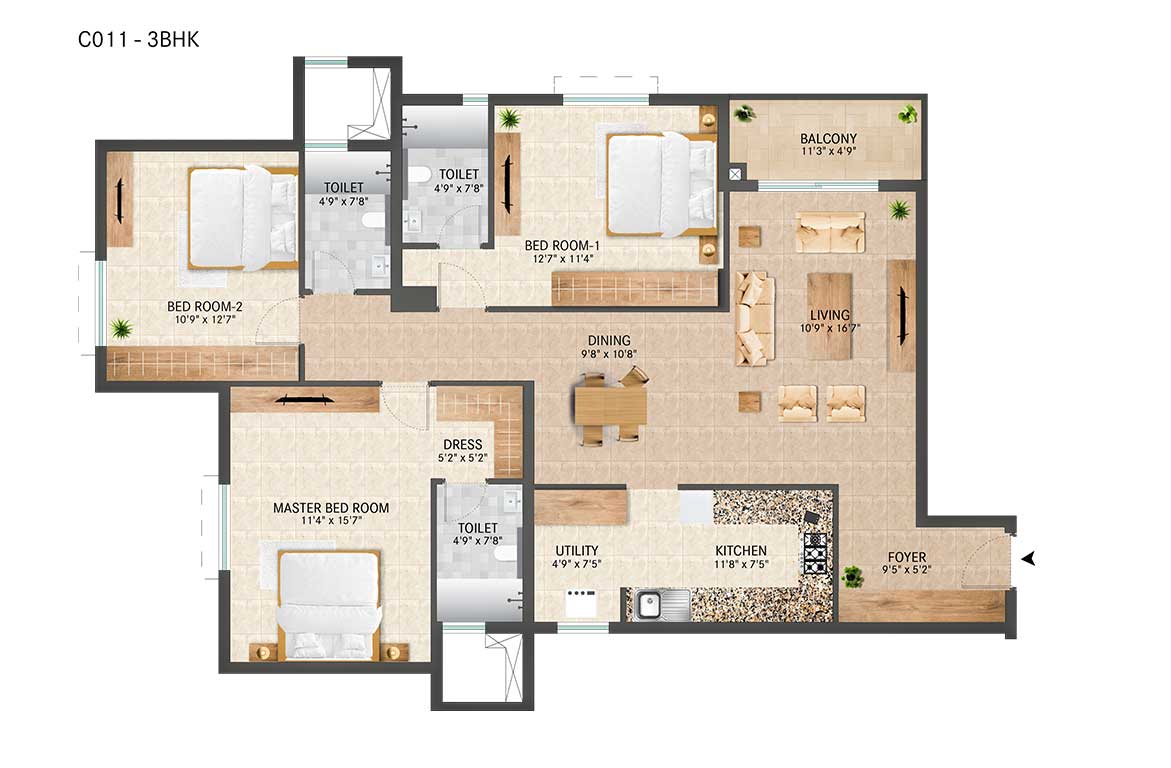 C011 - 3BHK
BALCONY
11'3" x 4'9"
TOILET
4'9" x 7'8"
TOILET
4'9" x 7'8"
BED ROOM-1
12'7" x 11'4"
BED ROOM-2
10'9" x 12'7"
LIVING
10'9" x 16'7"
DINING
9'8" x 10'8"
DRESS
5'2" x 5'2"
MASTER BED ROOM
11'4" x 15'7"
TOILET
4'9" x 7'8"
UTILITY
4'9" x 7'5"
KITCHEN
11'8" x 7'5"
FOYER
9'5" x 5'2"